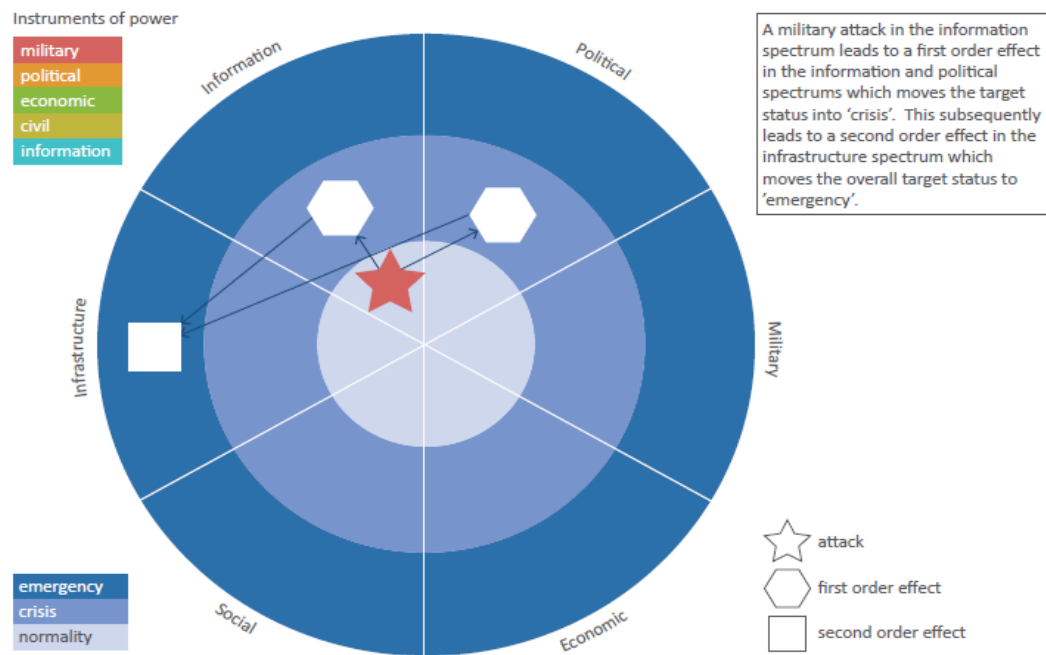 Instruments of power
military
political
economic
civil
information
Information
Political
A military attack in the information
spectrum leads to a first order effect
in the information and political
spectrums which moves the target
status into ‘crisis’.  This subsequently
leads to a second order effect in the
infrastructure spectrum which
moves the overall target status to
‘emergency’.
Infrastructure
Military
Social
Economic
emergency
crisis
normality
attack
first order effect
second order effect